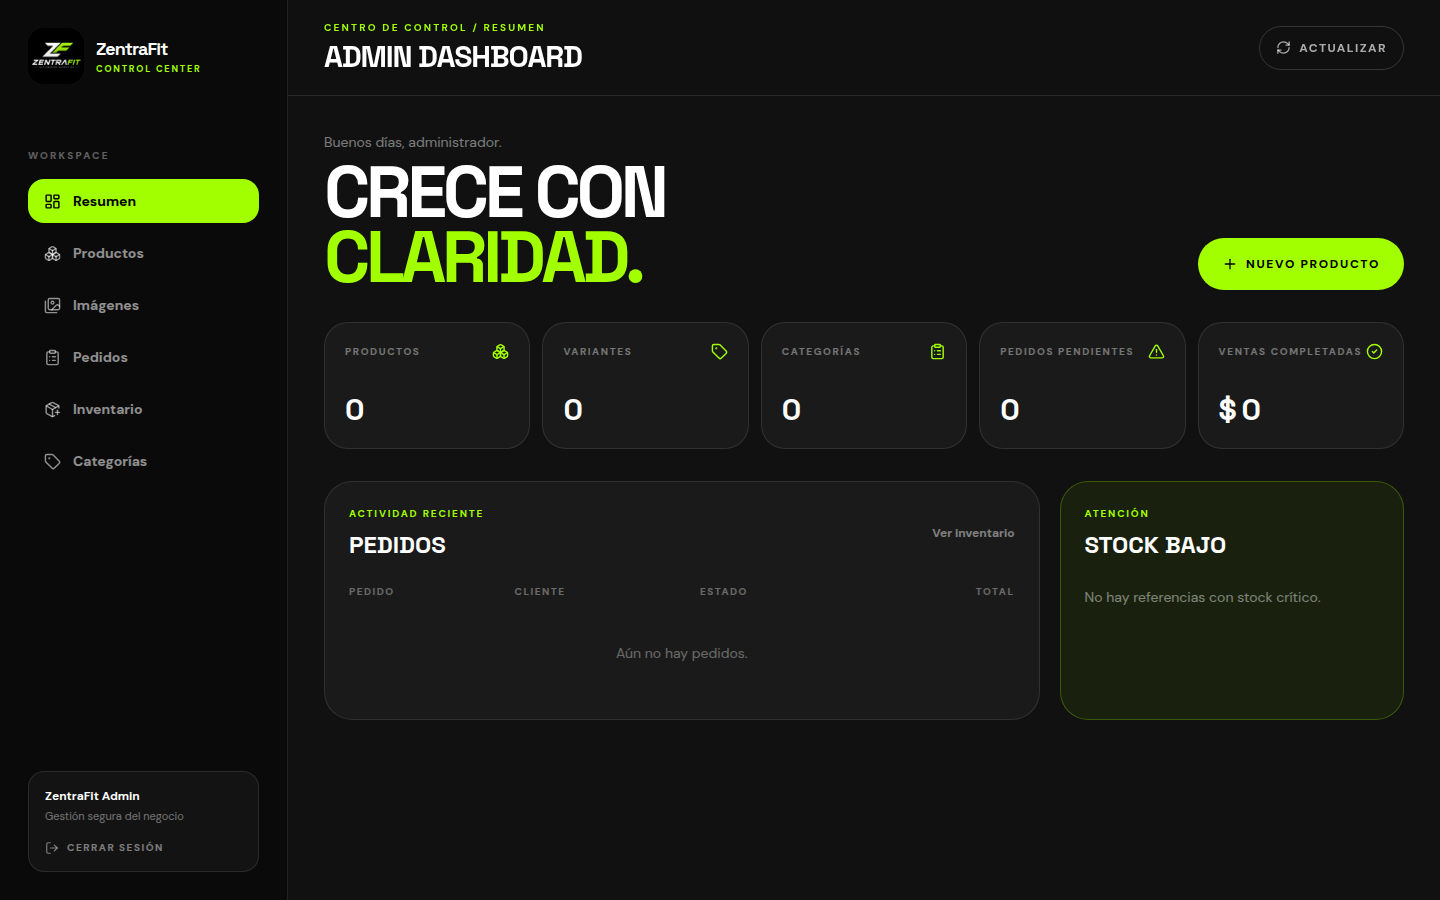 ZF
ZENTRAFIT
ZentraFit
CONTROL CENTER
WORKSPACE
Resumen
Productos
Imágenes
Pedidos
Inventario
Categorías
ZentraFit Admin
Gestión segura del negocio
CERRAR SESIÓN
CENTRO DE CONTROL / RESUMEN
ADMIN DASHBOARD
ACTUALIZAR
Buenos días, administrador.
CRECE CON
CLARIDAD.
NUEVO PRODUCTO
PRODUCTOS
0
VARIANTES
0
CATEGORÍAS
0
PEDIDOS PENDIENTES
0
VENTAS COMPLETADAS
$ 0
ACTIVIDAD RECIENTE
PEDIDOS
Ver inventario
PEDIDO CLIENTE ESTADO TOTAL
Aún no hay pedidos.
ATENCIÓN
STOCK BAJO
No hay referencias con stock crítico.